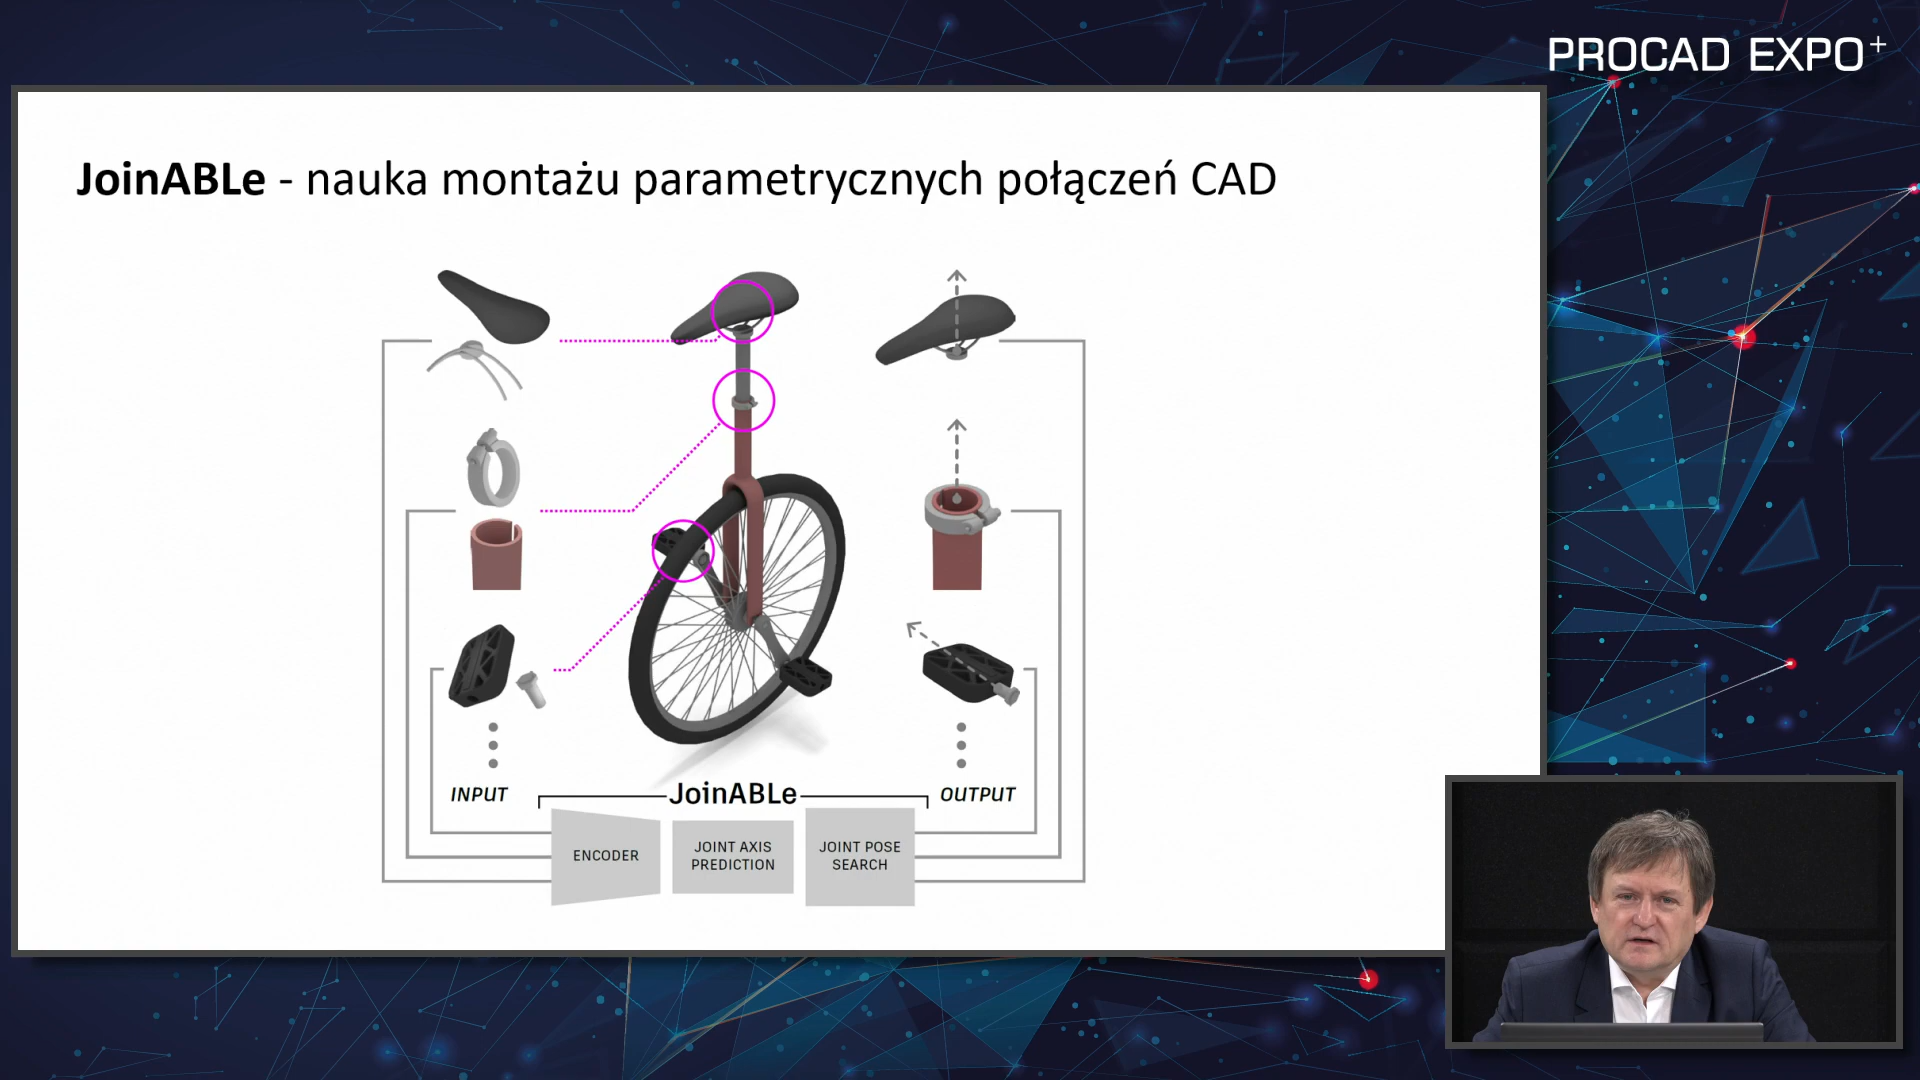 PROCAD EXPO+
JoinABLe - nauka montażu parametrycznych połączeń CAD
INPUT
JoinABLe
OUTPUT
ENCODER
JOINT AXIS
PREDICTION
JOINT POSE
SEARCH